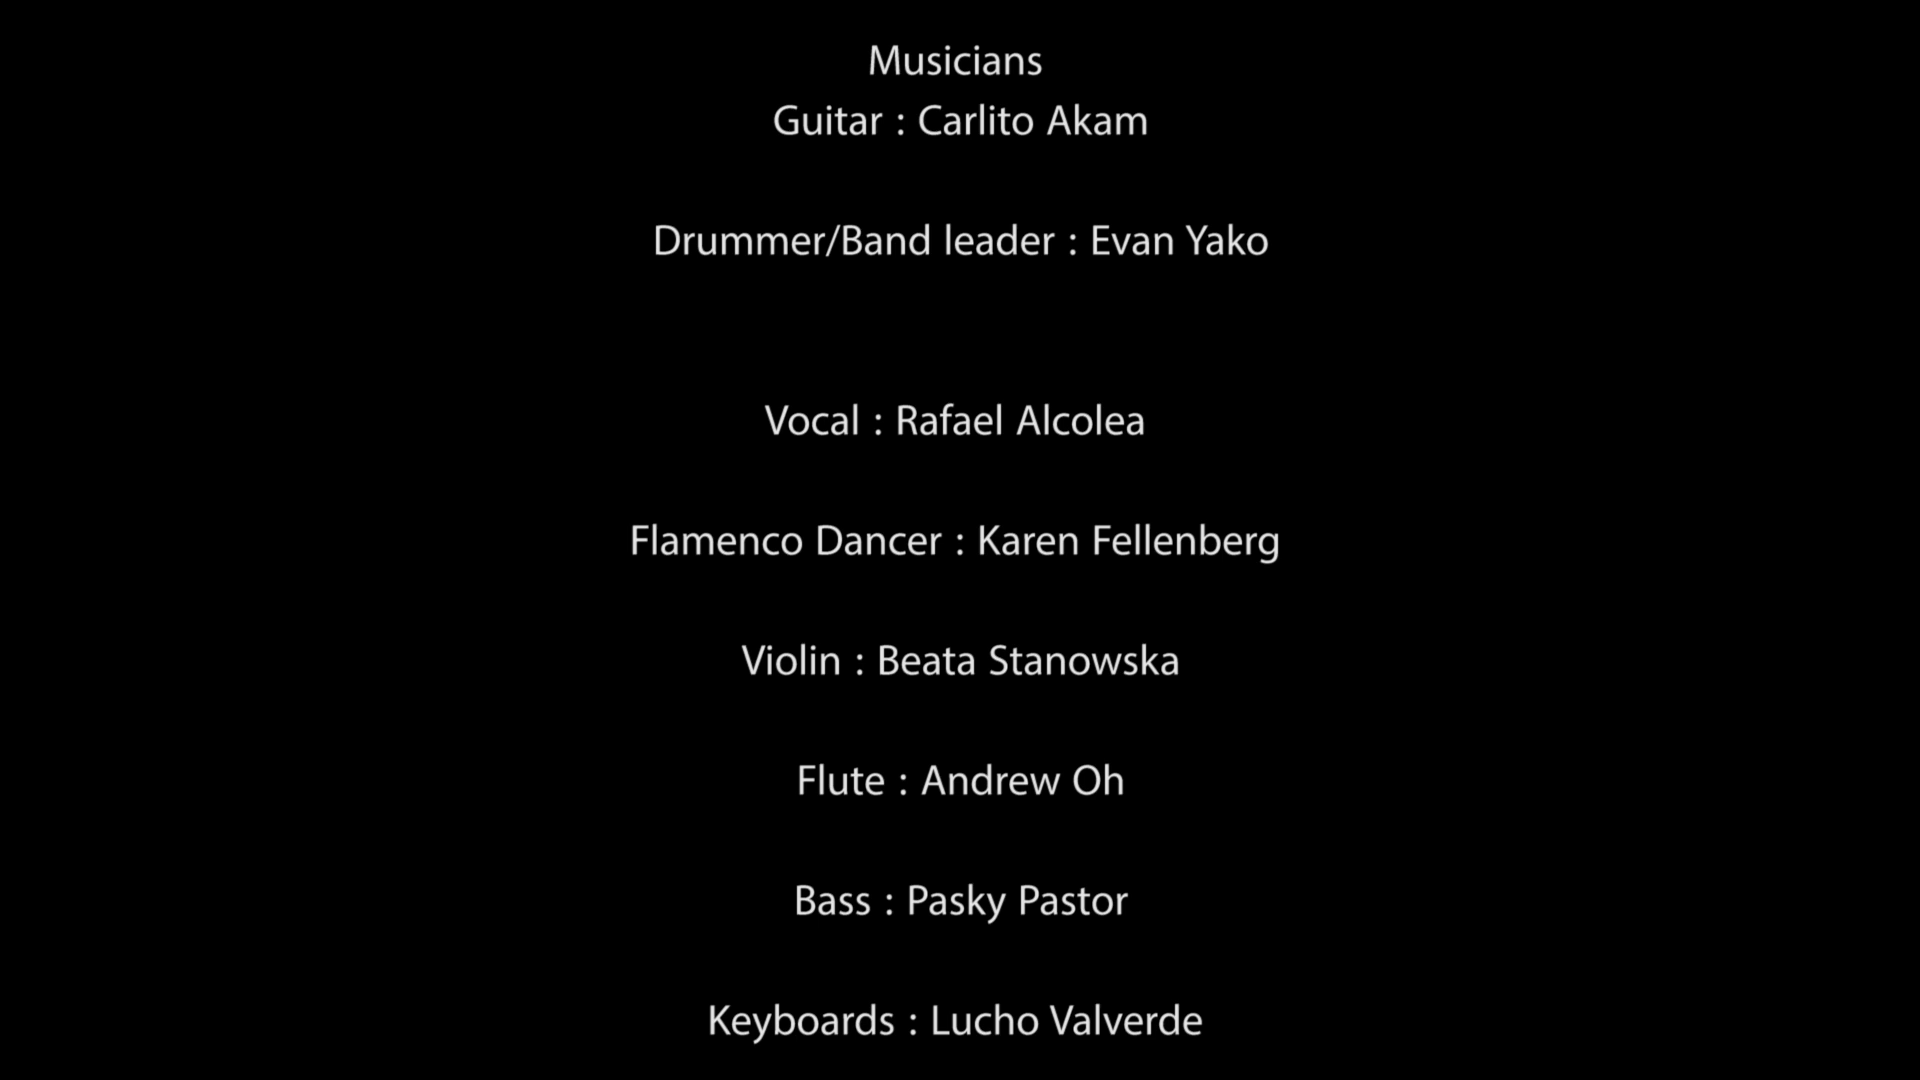 Musicians
Guitar : Carlito Akam
Drummer/Band leader : Evan Yako
Vocal : Rafael Alcolea
Flamenco Dancer : Karen Fellenberg
Violin : Beata Stanowska
Flute : Andrew Oh
Bass : Pasky Pastor
Keyboards : Lucho Valverde